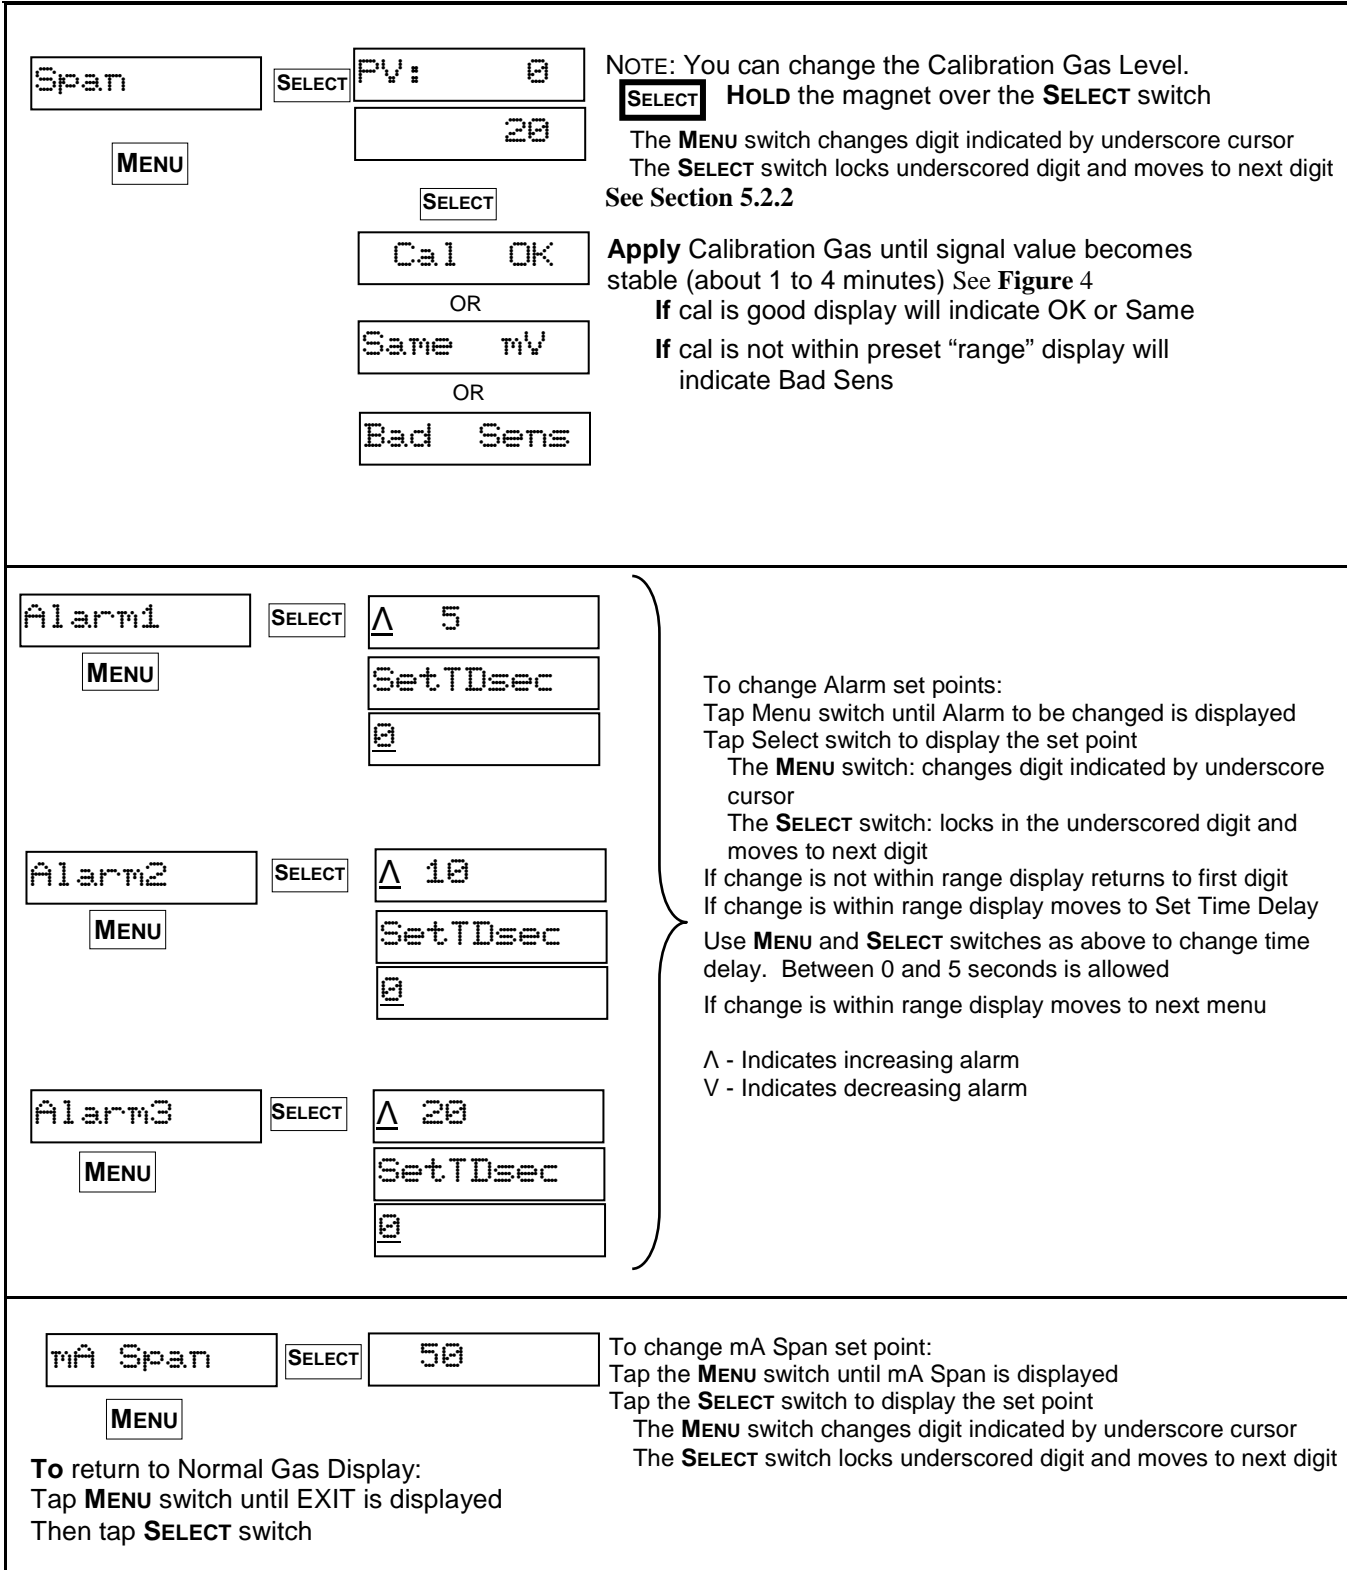 Span
SELECT
PV: 0
20
MENU
SELECT
Cal OK
OR
Same mV
OR
Bad Sens
NOTE: You can change the Calibration Gas Level.
SELECT HOLD the magnet over the SELECT switch
The MENU switch changes digit indicated by underscore cursor
The SELECT switch locks underscored digit and moves to next digit
See Section 5.2.2
Apply Calibration Gas until signal value becomes
stable (about 1 to 4 minutes) See Figure 4
If cal is good display will indicate OK or Same
If cal is not within preset “range” display will
indicate Bad Sens
Alarm1
SELECT
Λ 5
MENU
SetTDsec
0
Alarm2
SELECT
Λ 10
MENU
SetTDsec
0
Alarm3
SELECT
Λ 20
MENU
SetTDsec
0
To change Alarm set points:
Tap Menu switch until Alarm to be changed is displayed
Tap Select switch to display the set point
The MENU switch: changes digit indicated by underscore
cursor
The SELECT switch: locks in the underscored digit and
moves to next digit
If change is not within range display returns to first digit
If change is within range display moves to Set Time Delay
Use MENU and SELECT switches as above to change time
delay. Between 0 and 5 seconds is allowed
If change is within range display moves to next menu
Λ - Indicates increasing alarm
V - Indicates decreasing alarm
mA Span
SELECT
50
MENU
To return to Normal Gas Display:
Tap MENU switch until EXIT is displayed
Then tap SELECT switch
To change mA Span set point:
Tap the MENU switch until mA Span is displayed
Tap the SELECT switch to display the set point
The MENU switch changes digit indicated by underscore cursor
The SELECT switch locks underscored digit and moves to next digit